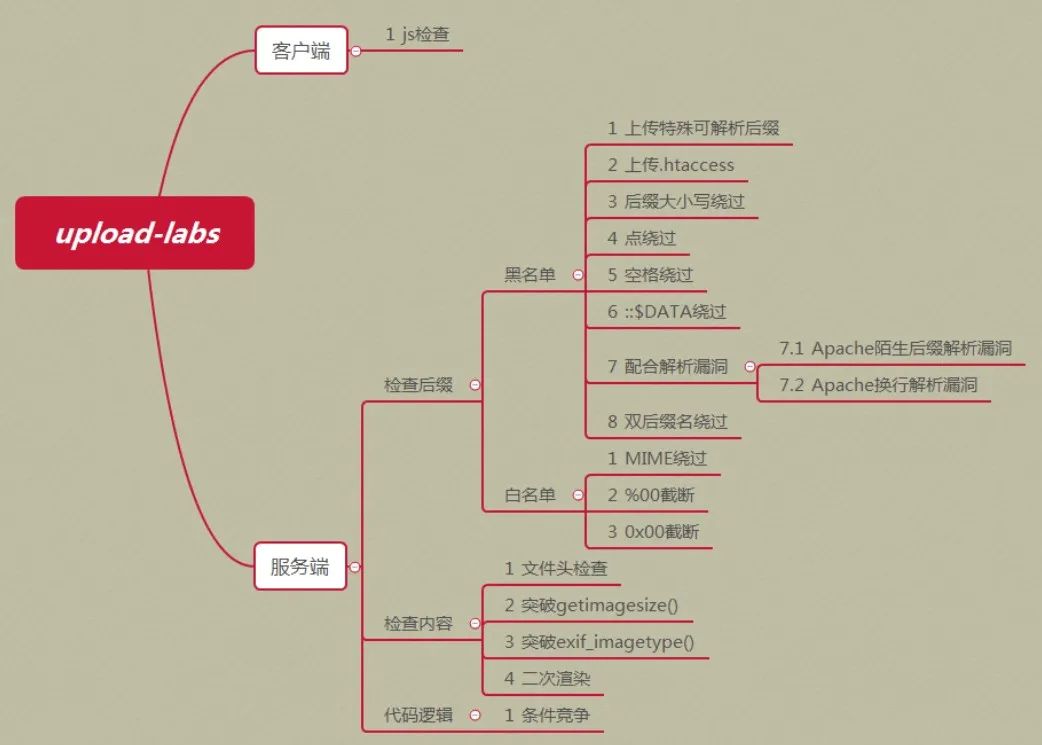 客户端
1 js检查
upload-labs
1 上传特殊可解析后缀
2 上传.htaccess
3 后缀大小写绕过
4 点绕过
黑名单
5 空格绕过
6 ::$DATA绕过
7 配合解析漏洞
7.1 Apache陌生后缀解析漏洞
7.2 Apache换行解析漏洞
检查后缀
8 双后缀名绕过
1 MIME绕过
白名单
2 %00截断
3 0x00截断
服务端
1 文件头检查
2 突破getimagesize()
检查内容
3 突破exif_imagetype()
4 二次渲染
代码逻辑
1 条件竞争